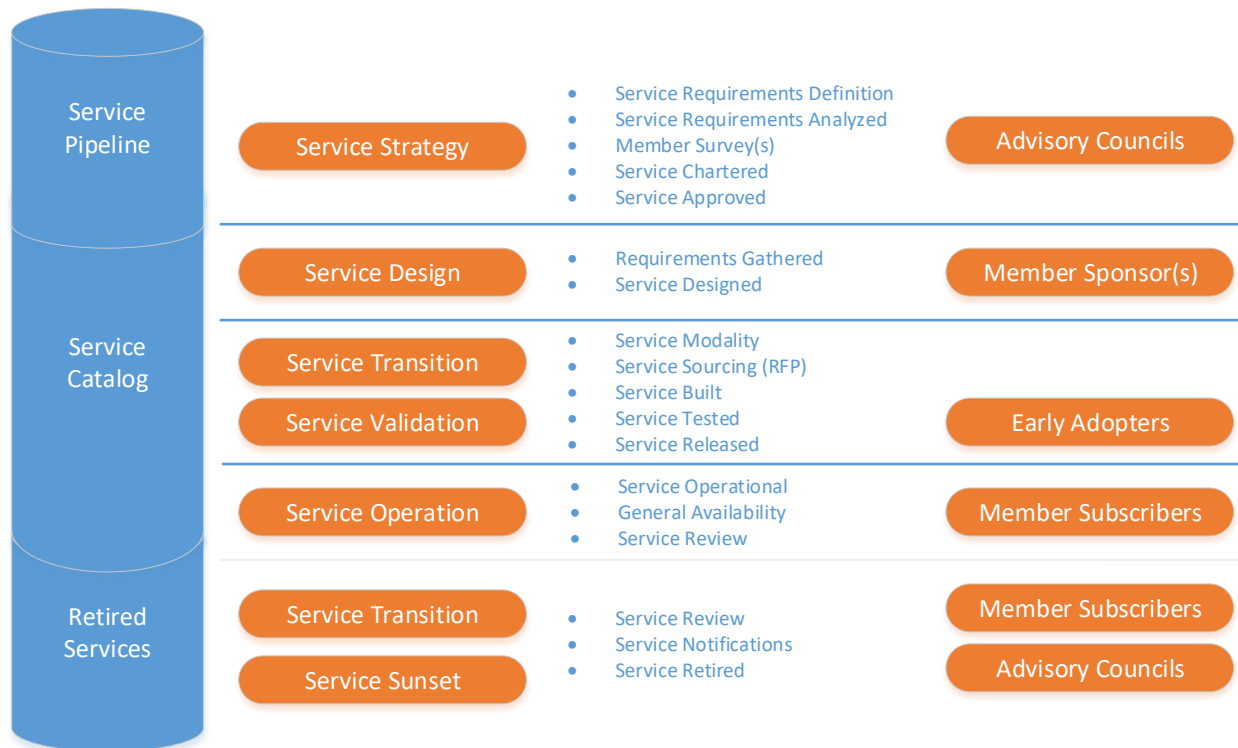 Service
Pipeline
Service Strategy
• Service Requirements Definition
• Service Requirements Analyzed
• Member Survey(s)
• Service Chartered
• Service Approved
Advisory Councils
Service
Catalog
Service Design
• Requirements Gathered
• Service Designed
Member Sponsor(s)
Service Transition
Service Validation
• Service Modality
• Service Sourcing (RFP)
• Service Built
• Service Tested
• Service Released
Early Adopters
Service Operation
• Service Operational
• General Availability
• Service Review
Member Subscribers
Retired
Services
Service Transition
Service Sunset
• Service Review
• Service Notifications
• Service Retired
Member Subscribers
Advisory Councils